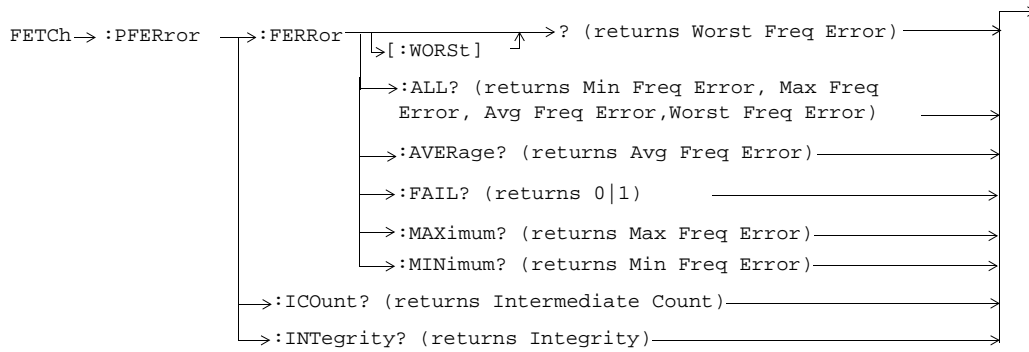 FETCh :PFERror :FERRor ? (returns Worst Freq Error)
[:WORSt]
:ALL? (returns Min Freq Error, Max Freq
Error, Avg Freq Error,Worst Freq Error)
:AVERage? (returns Avg Freq Error)
:FAIL? (returns 0|1)
:MAXimum? (returns Max Freq Error)
:MINimum? (returns Min Freq Error)
:ICOunt? (returns Intermediate Count)
:INTegrity? (returns Integrity)